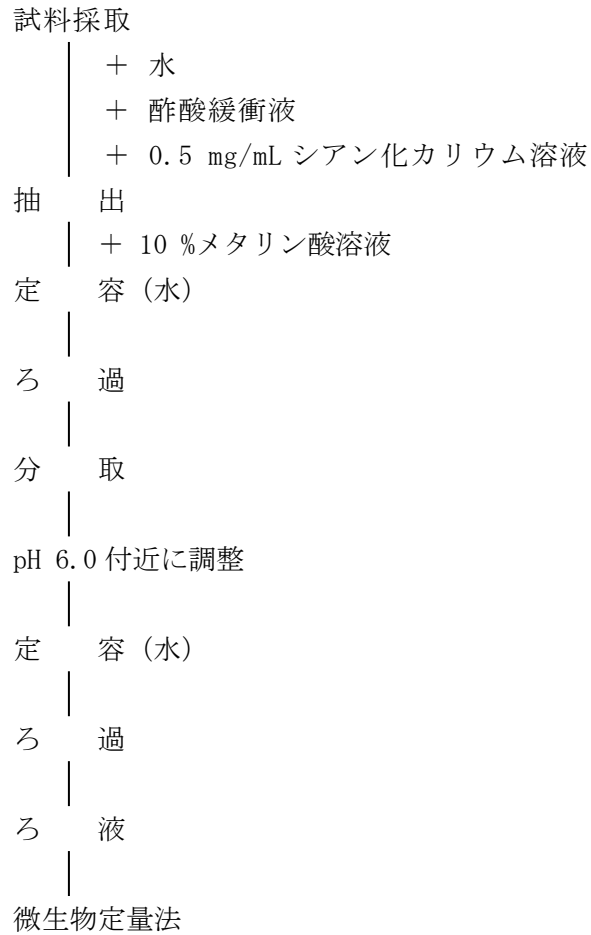 試料採取
＋ 水
＋ 酢酸緩衝液
＋ 0.5 mg/mL シアン化カリウム溶液
抽　　出
＋ 10 %メタリン酸溶液
定　　容（水）
ろ　　過
分　　取
pH 6.0 付近に調整
定　　容（水）
ろ　　過
ろ　　液
微生物定量法